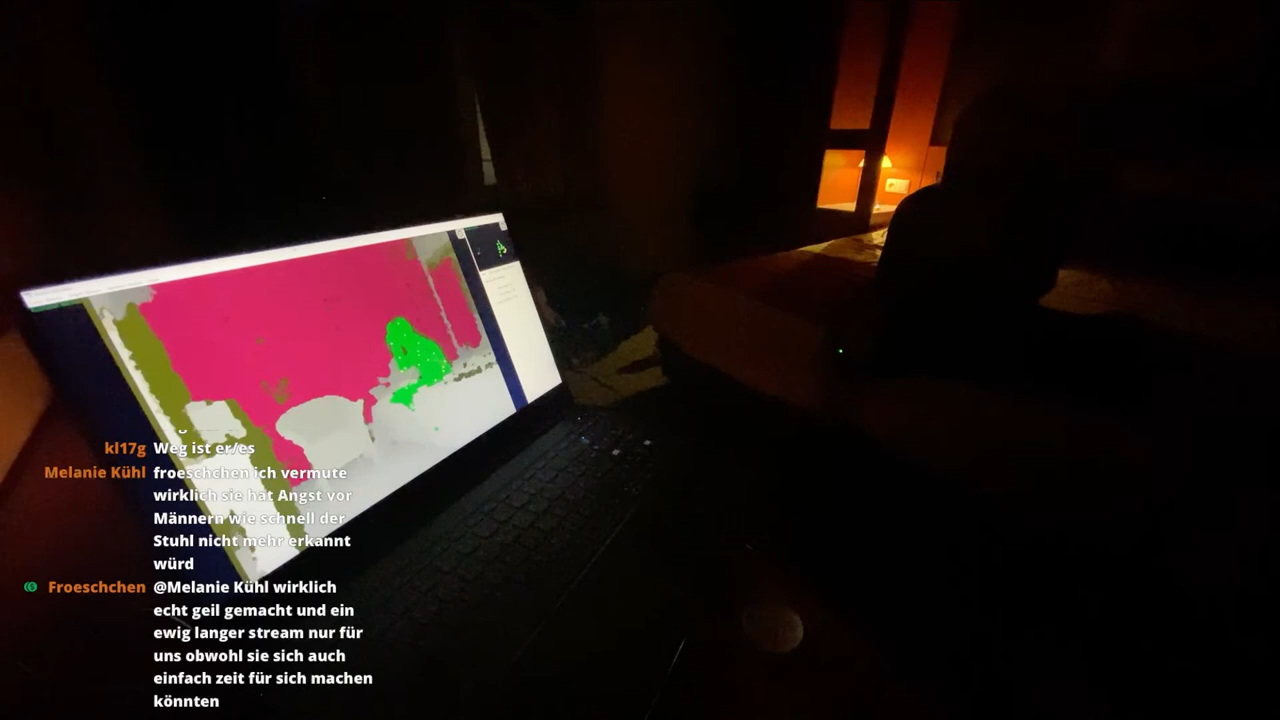 kl17g Weg ist er/es
Melanie Kühl froeschchen ich vermute
wirklich sie hat Angst vor
Männern wie schnell der
Stuhl nicht mehr erkannt
würd
Froeschchen @Melanie Kühl wirklich
echt geil gemacht und ein
ewig langer stream nur für
uns obwohl sie sich auch
einfach zeit für sich machen
könnten